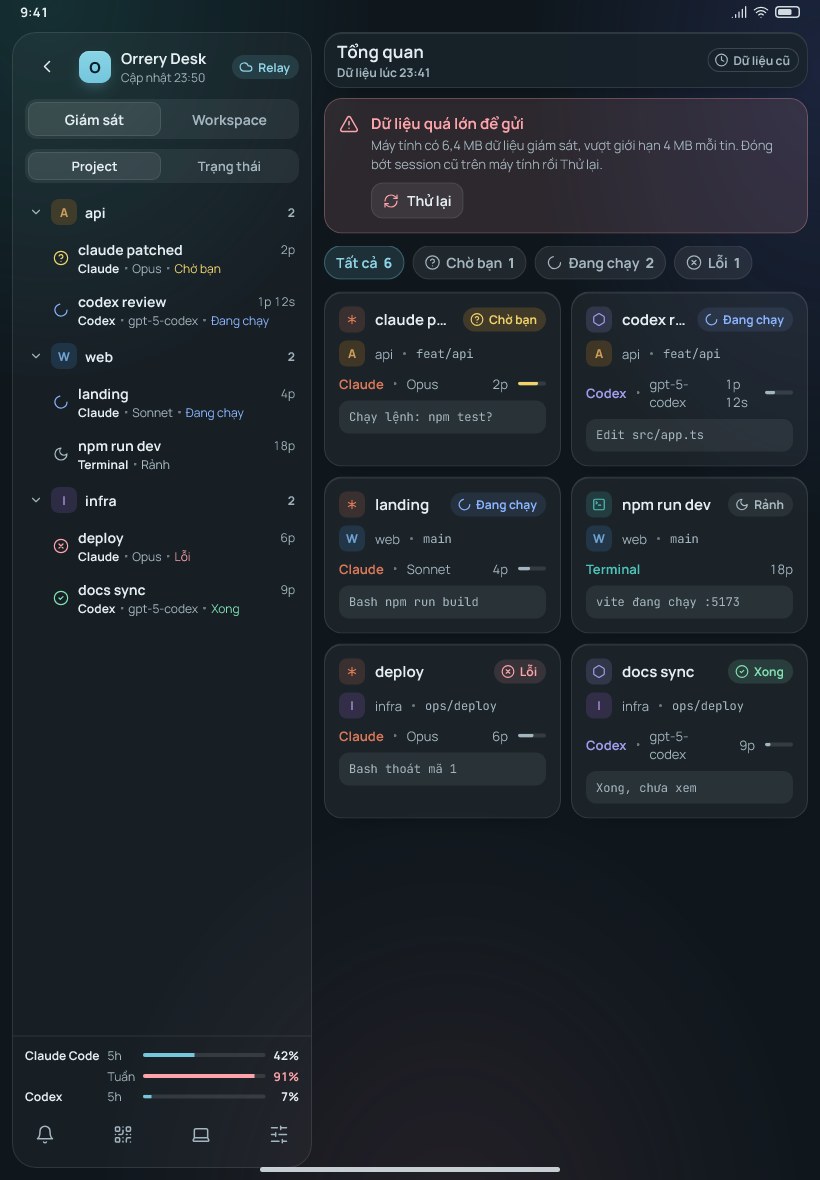 9:41
O
Orrery Desk
Cập nhật 23:50
Relay
Giám sát
Workspace
Project
Trạng thái
A api 2
claude patched 2p
Claude • Opus • Chờ bạn
codex review 1p 12s
Codex • gpt-5-codex • Đang chạy
W web 2
landing 4p
Claude • Sonnet • Đang chạy
npm run dev 18p
Terminal • Rảnh
I infra 2
deploy 6p
Claude • Opus • Lỗi
docs sync 9p
Codex • gpt-5-codex • Xong
Claude Code 5h 42%
Tuần 91%
Codex 5h 7%
Tổng quan
Dữ liệu lúc 23:41
Dữ liệu cũ
Dữ liệu quá lớn để gửi
Máy tính có 6,4 MB dữ liệu giám sát, vượt giới hạn 4 MB mỗi tin. Đóng
bớt session cũ trên máy tính rồi Thử lại.
Thử lại
Tất cả 6
Chờ bạn 1
Đang chạy 2
Lỗi 1
claude p... Chờ bạn
A api • feat/api
Claude • Opus 2p
Chạy lệnh: npm test?
codex r... Đang chạy
A api • feat/api
Codex • gpt-5-
codex
1p
12s
Edit src/app.ts
landing Đang chạy
W web • main
Claude • Sonnet 4p
Bash npm run build
npm run dev Rảnh
W web • main
Terminal 18p
vite đang chạy :5173
deploy Lỗi
I infra • ops/deploy
Claude • Opus 6p
Bash thoát mã 1
docs sync Xong
I infra • ops/deploy
Codex • gpt-5-
codex
9p
Xong, chưa xem